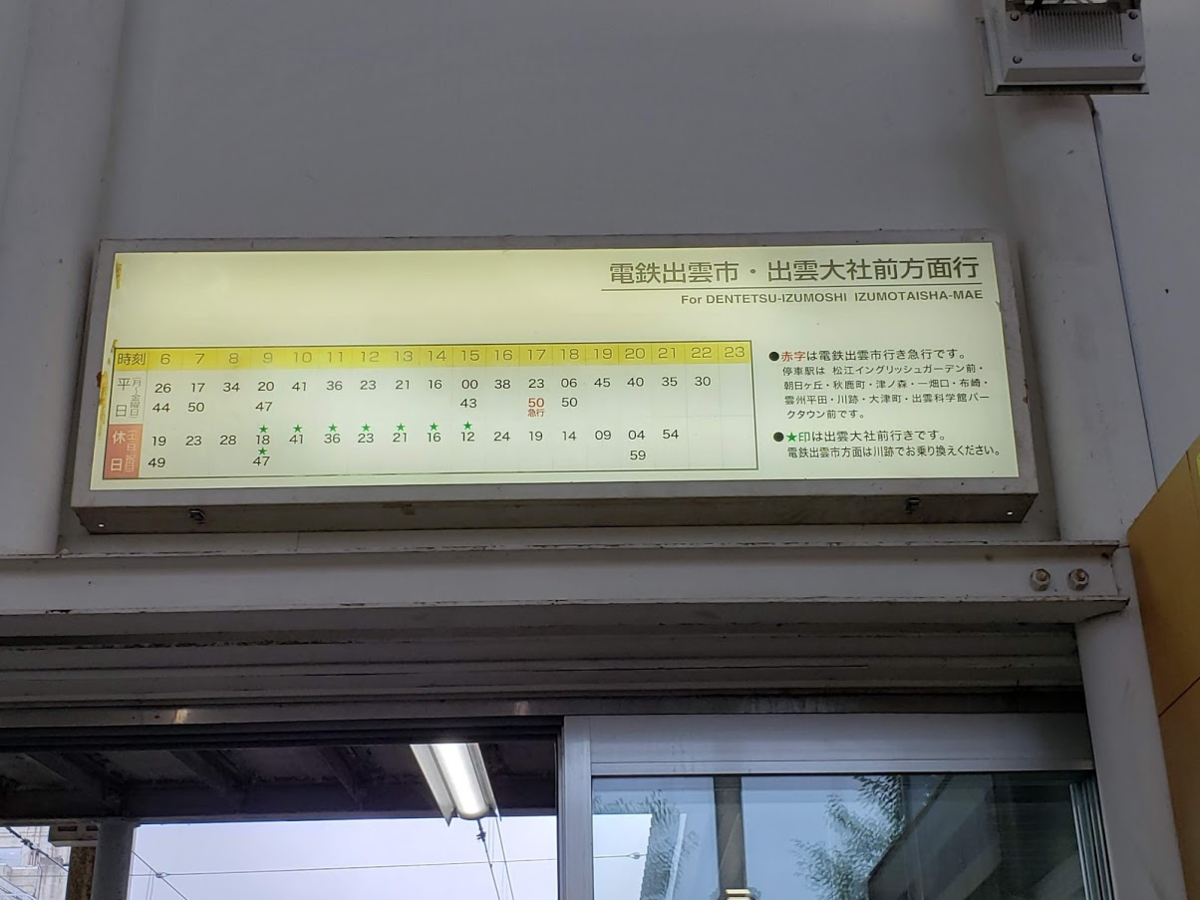 電鉄出雲市・出雲大社前方面行
For DENTETSU-IZUMOSHI IZUMOTAISHA-MAE
時刻 6 7 8 9 10 11 12 13 14 15 16 17 18 19 20 21 22 23
平日 月〜金曜日 26 17 34 20 41 36 23 21 16 00 38 23 06 45 40 35 30
44 50 47 43 50 50
急行
★ ★ ★ ★ ★ ★ ★
休日 土日祝日 19 23 28 18 41 36 23 21 16 12 24 19 14 09 04 54
★
49 47 59
●赤字は電鉄出雲市行き急行です。
停車駅は 松江イングリッシュガーデン前・
朝日ヶ丘・秋鹿町・津ノ森・一畑口・布崎・
雲州平田・川跡・大津町・出雲科学館パー
クタウン前です。
●★印は出雲大社前行きです。
電鉄出雲市方面は川跡でお乗り換えください。